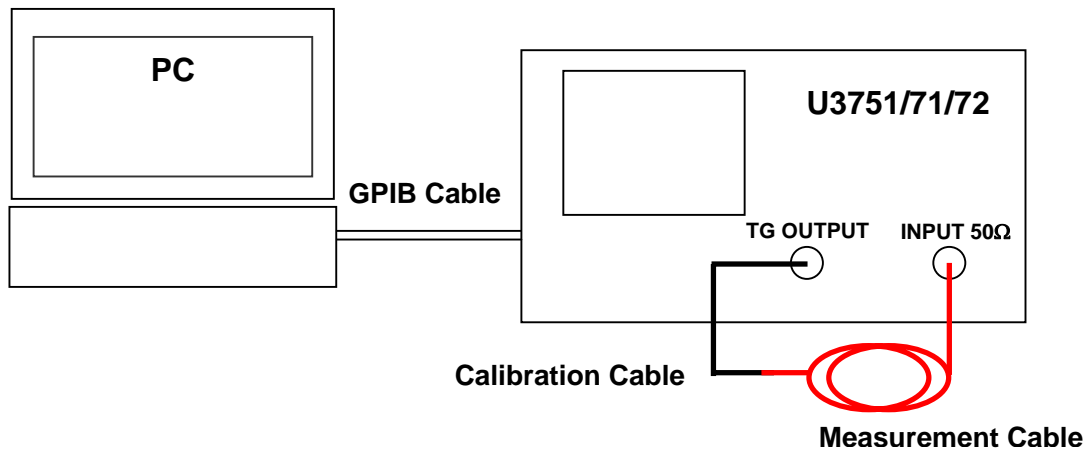 PC
U3751/71/72
GPIB Cable
TG OUTPUT
INPUT 50Ω
Calibration Cable
Measurement Cable